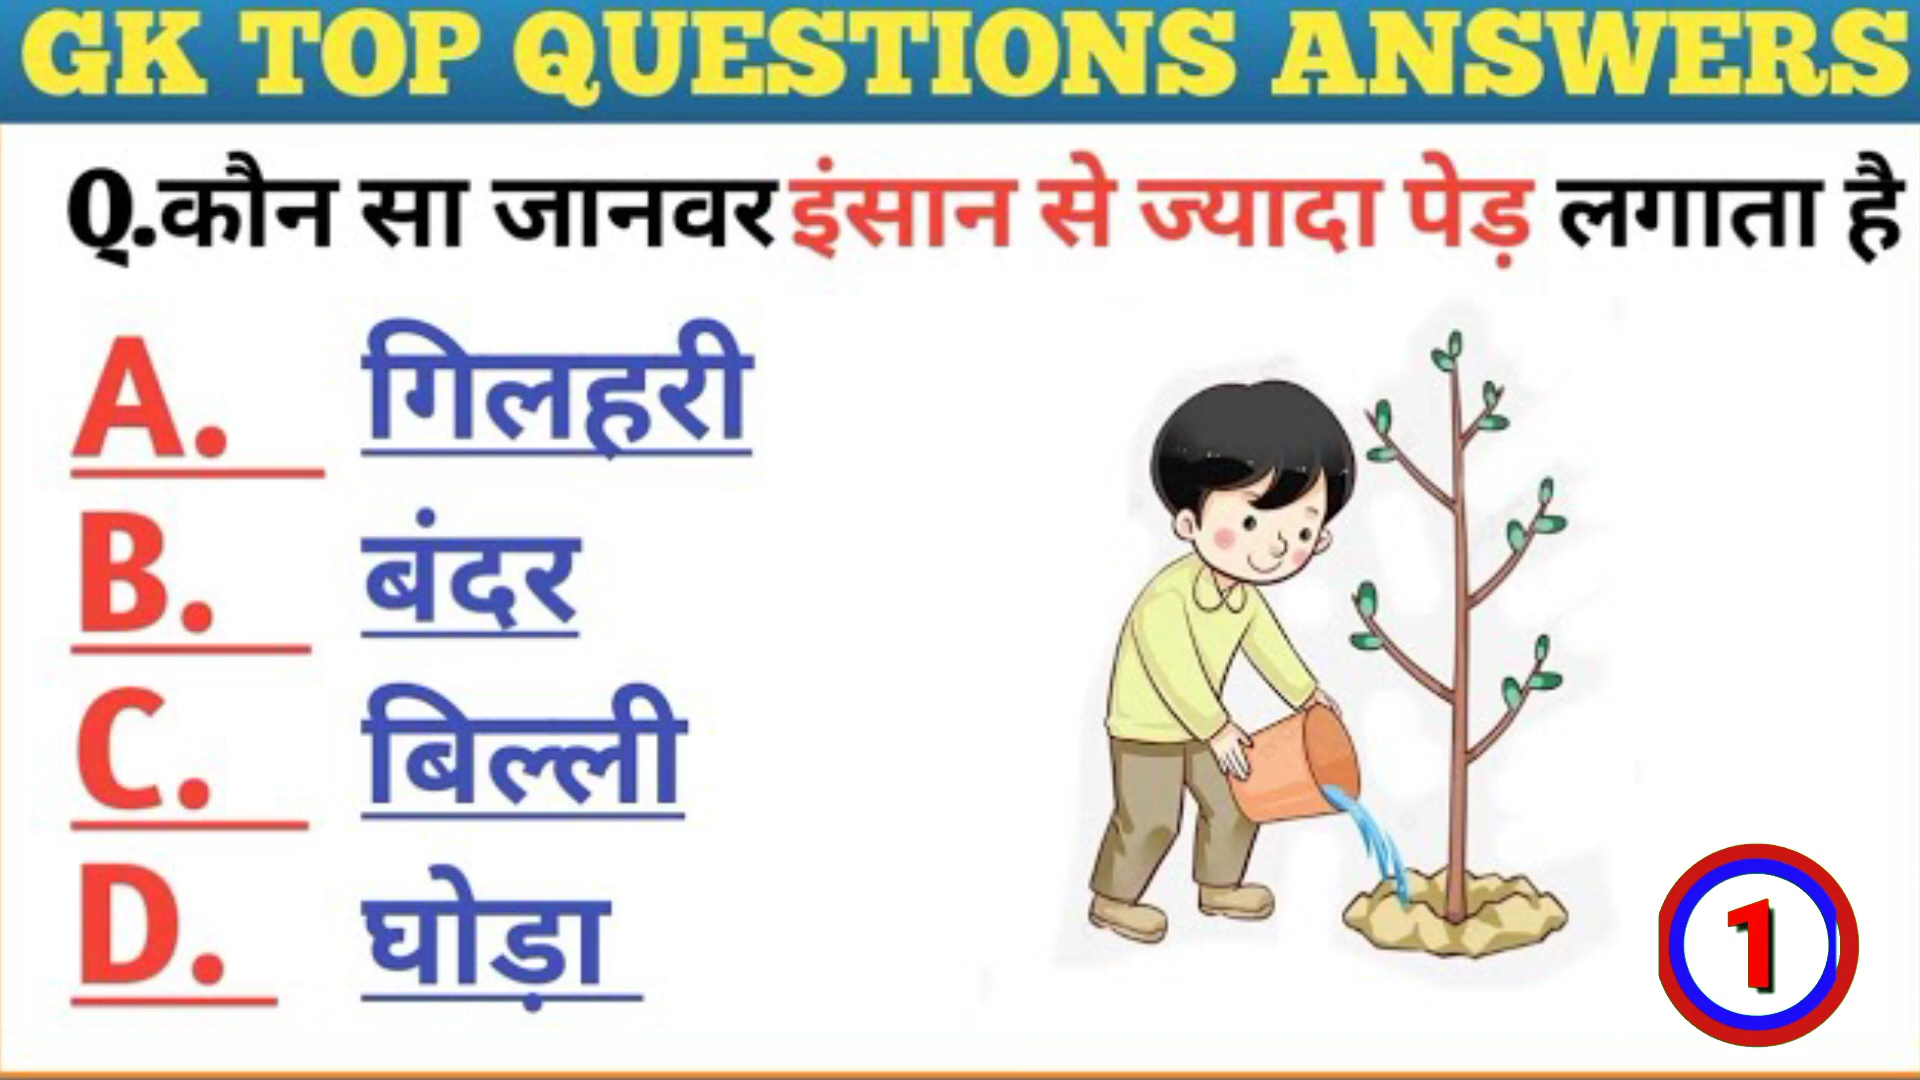 GK TOP QUESTIONS ANSWERS
Q.कौन सा जानवर इंसान से ज्यादा पेड़ लगाता है
A. गिलहरी
B. बंदर
C. बिल्ली
D. घोड़ा
1